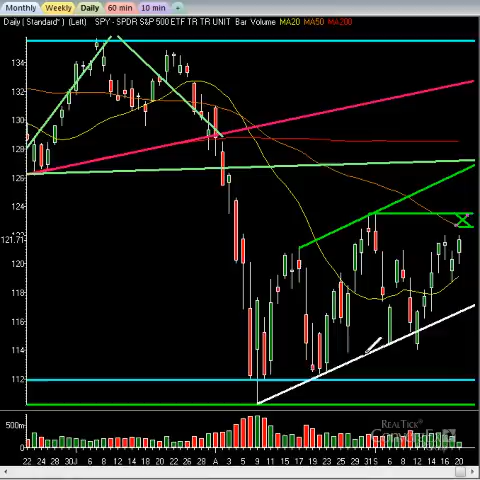 Monthly Weekly Daily 60 min 10 min
Daily [ Standard* ] (Left) SPY - SPDR S&P 500 ETF TR TR UNIT Bar Volume MA20 MA50 MA200
134
132
130
128
126
124
122
121.71
120
118
116
114
112
500m
REALTICK®
22 24 28 30J 6 8 12 14 18 20 22 26 28 A 3 5 9 11 15 17 19 23 25 29 31S 6 8 12 14 16 20